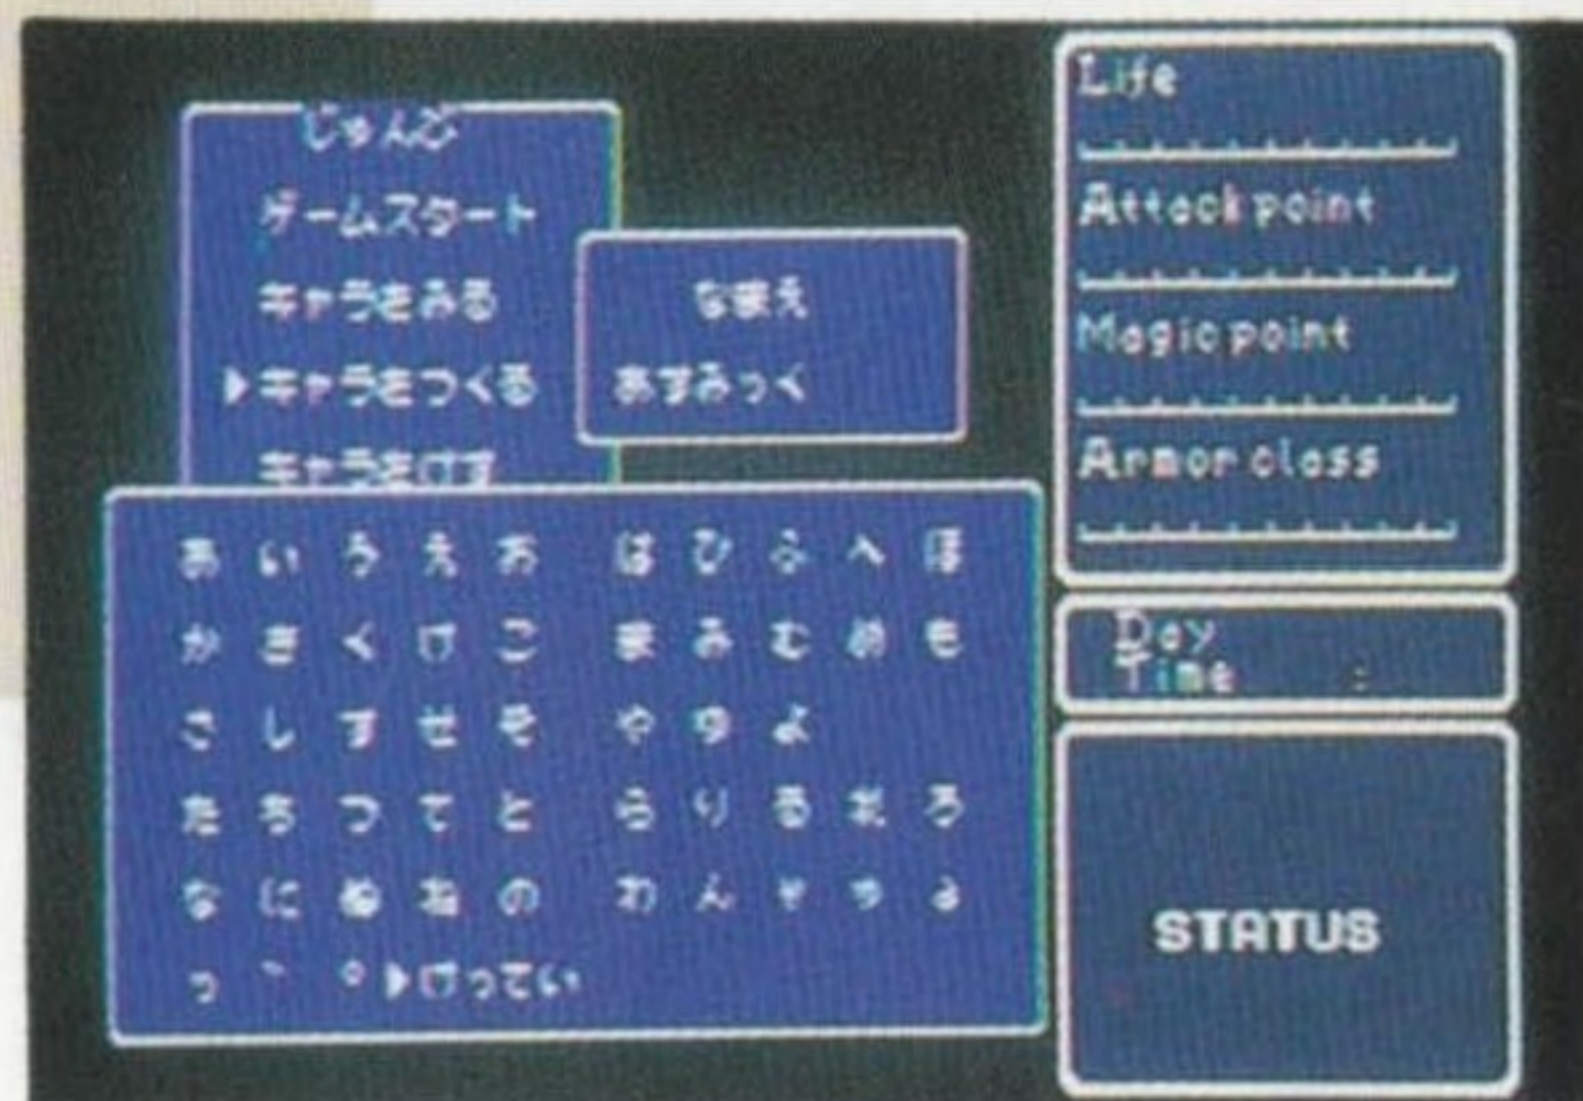 じゅんび
ゲームスタート
キャラをみる
▶キャラをつくる
キャラをけす
なまえ
あすみっく
あ い う え お は ひ ふ へ ほ
か き く け こ ま み む め も
さ し す せ そ や ゆ よ
た ち つ て と ら り る れ ろ
な に ぬ ね の わ ん ゃ ゅ ょ
っ ゛ ゜ ▶けってい
Life
Attack point
Magic point
Armor class
Day
Time :
STATUS